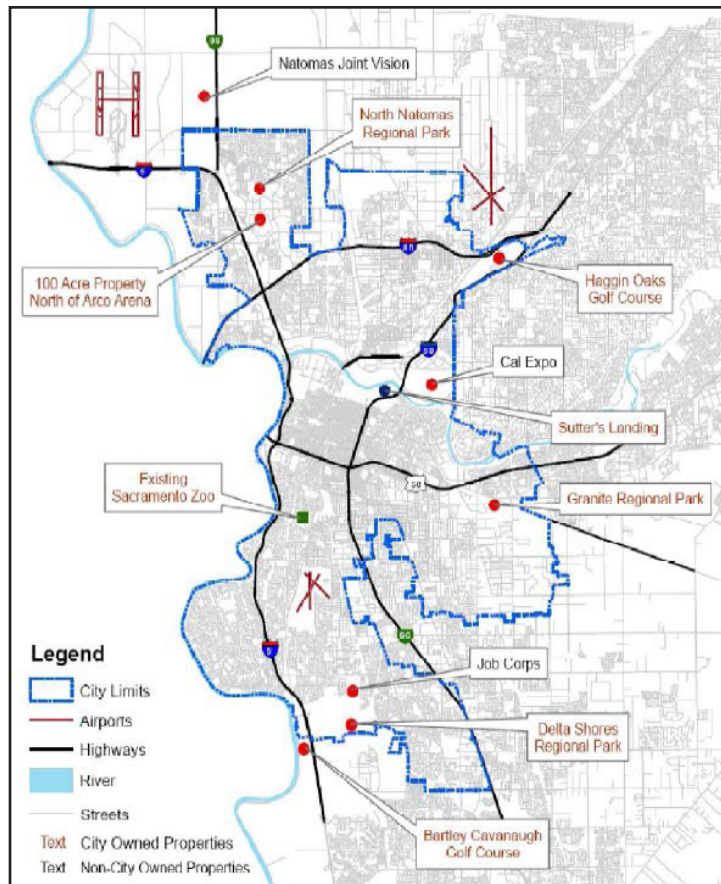 99
Natomas Joint Vision
North Natomas
Regional Park
5
80
100 Acre Property
North of Arco Arena
Haggin Oaks
Golf Course
80
Cal Expo
Sutter's Landing
50
Existing
Sacramento Zoo
Granite Regional Park
99
5
Legend
City Limits
Airports
Highways
River
Streets
Text City Owned Properties
Text Non-City Owned Properties
Job Corps
Delta Shores
Regional Park
Bartley Cavanaugh
Golf Course